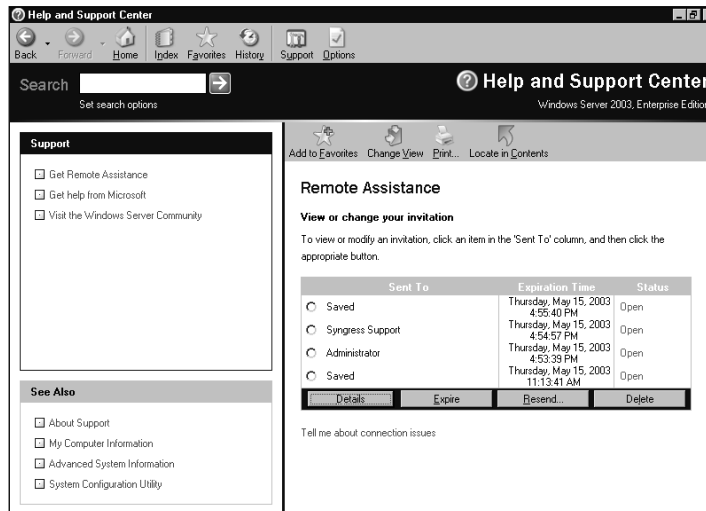 Help and Support Center
Back Forward Home Index Favorites History Support Options
Search
Set search options
Help and Support Center
Windows Server 2003, Enterprise Edition
Support
Get Remote Assistance
Get help from Microsoft
Visit the Windows Server Community
See Also
About Support
My Computer Information
Advanced System Information
System Configuration Utility
Add to Favorites Change View Print... Locate in Contents
Remote Assistance
View or change your invitation
To view or modify an invitation, click an item in the 'Sent To' column, and then click the
appropriate button.
Sent To Expiration Time Status
Saved Thursday, May 15, 2003 4:55:40 PM Open
Syngress Support Thursday, May 15, 2003 4:54:57 PM Open
Administrator Thursday, May 15, 2003 4:53:39 PM Open
Saved Thursday, May 15, 2003 11:13:41 AM Open
Details Expire Resend... Delete
Tell me about connection issues